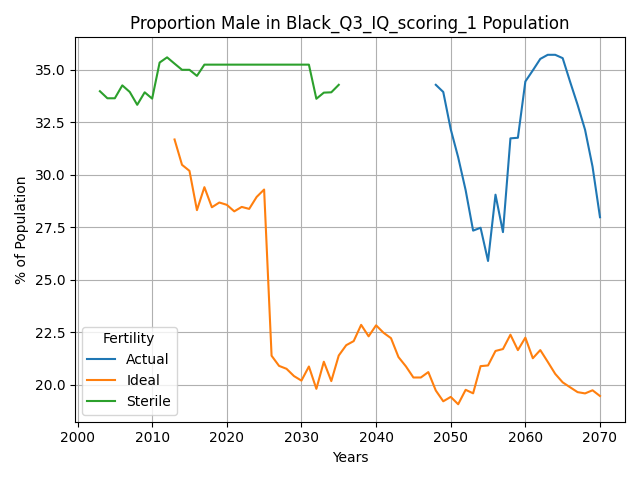 Proportion Male in Black_Q3_IQ_scoring_1 Population
% of Population
35.0
32.5
30.0
27.5
25.0
22.5
20.0
Fertility
Actual
Ideal
Sterile
2000
2010
2020
2030
2040
2050
2060
2070
Years